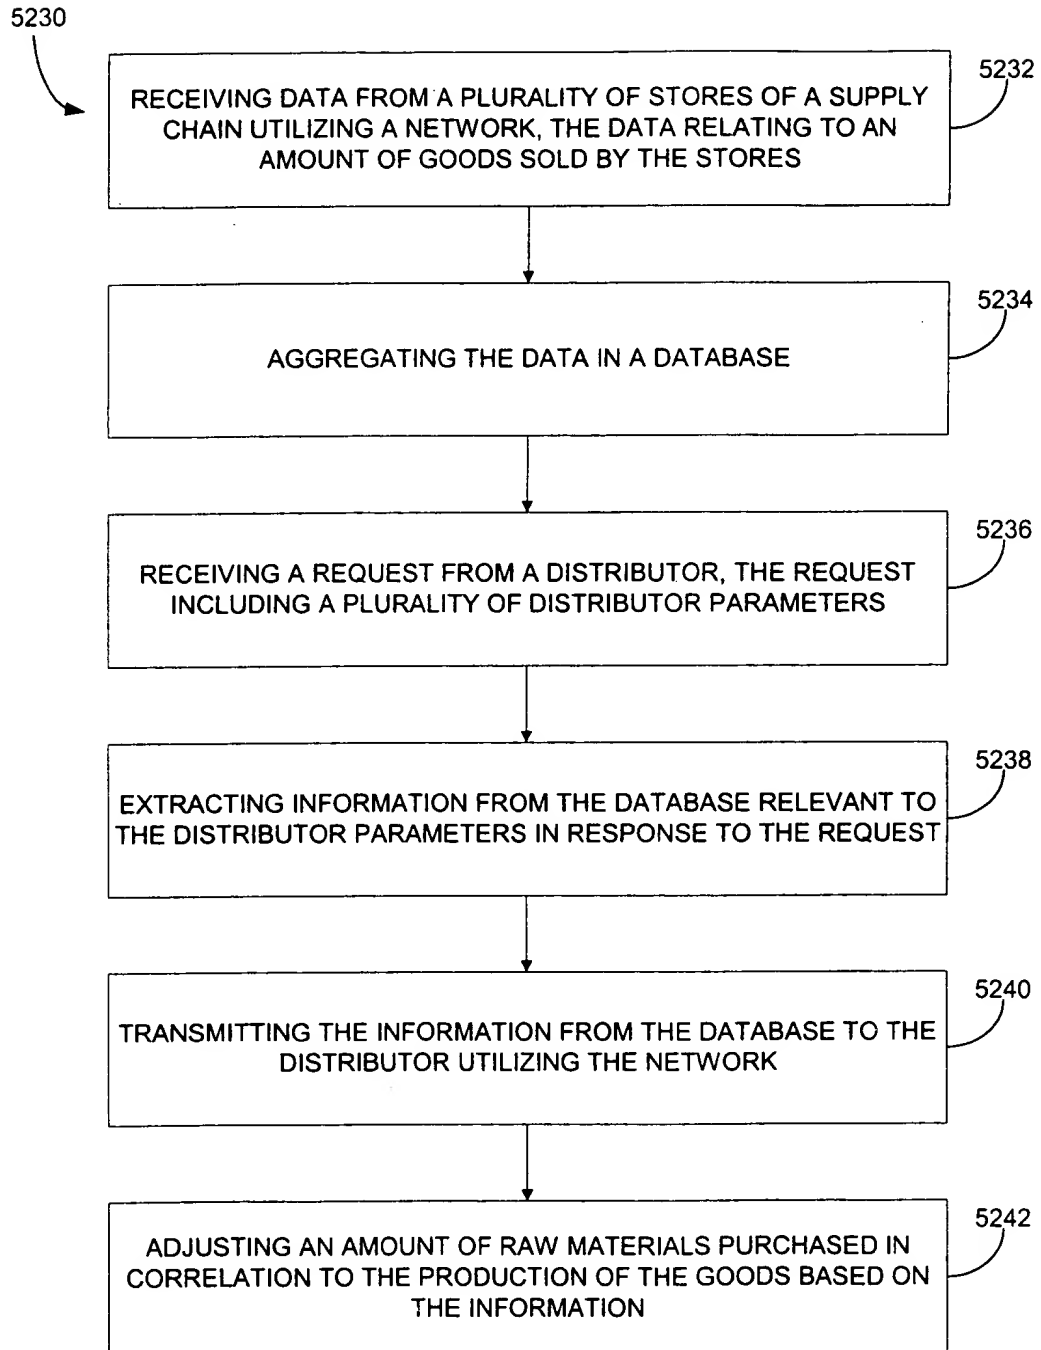 5230
5232
RECEIVING DATA FROM A PLURALITY OF STORES OF A SUPPLY
CHAIN UTILIZING A NETWORK, THE DATA RELATING TO AN
AMOUNT OF GOODS SOLD BY THE STORES
5234
AGGREGATING THE DATA IN A DATABASE
5236
RECEIVING A REQUEST FROM A DISTRIBUTOR, THE REQUEST
INCLUDING A PLURALITY OF DISTRIBUTOR PARAMETERS
5238
EXTRACTING INFORMATION FROM THE DATABASE RELEVANT TO
THE DISTRIBUTOR PARAMETERS IN RESPONSE TO THE REQUEST
5240
TRANSMITTING THE INFORMATION FROM THE DATABASE TO THE
DISTRIBUTOR UTILIZING THE NETWORK
5242
ADJUSTING AN AMOUNT OF RAW MATERIALS PURCHASED IN
CORRELATION TO THE PRODUCTION OF THE GOODS BASED ON
THE INFORMATION